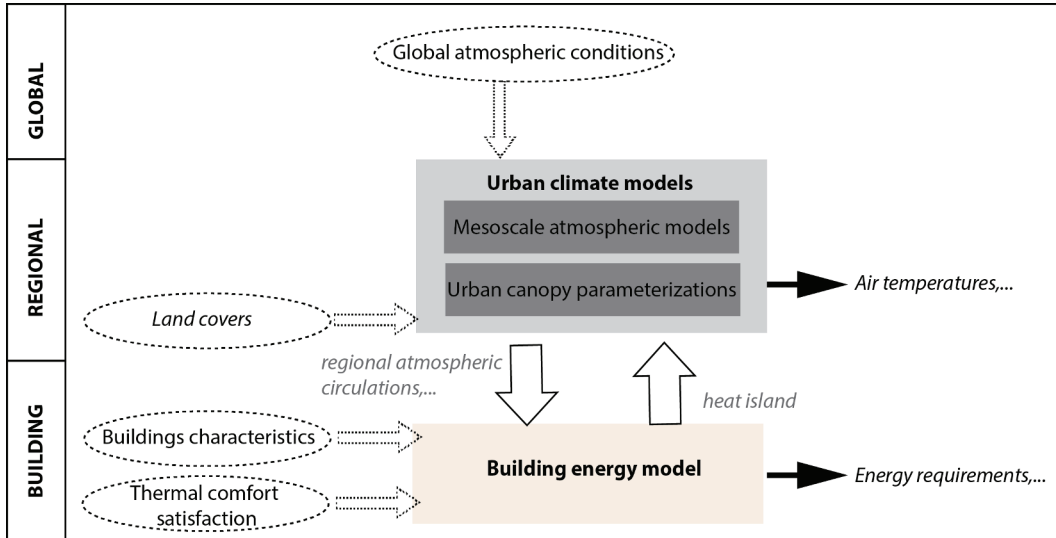 GLOBAL
Global atmospheric conditions
REGIONAL
Urban climate models
Mesoscale atmospheric models
Urban canopy parameterizations
Air temperatures,...
Land covers
regional atmospheric
circulations,...
heat island
BUILDING
Buildings characteristics
Building energy model
Energy requirements,...
Thermal comfort
satisfaction